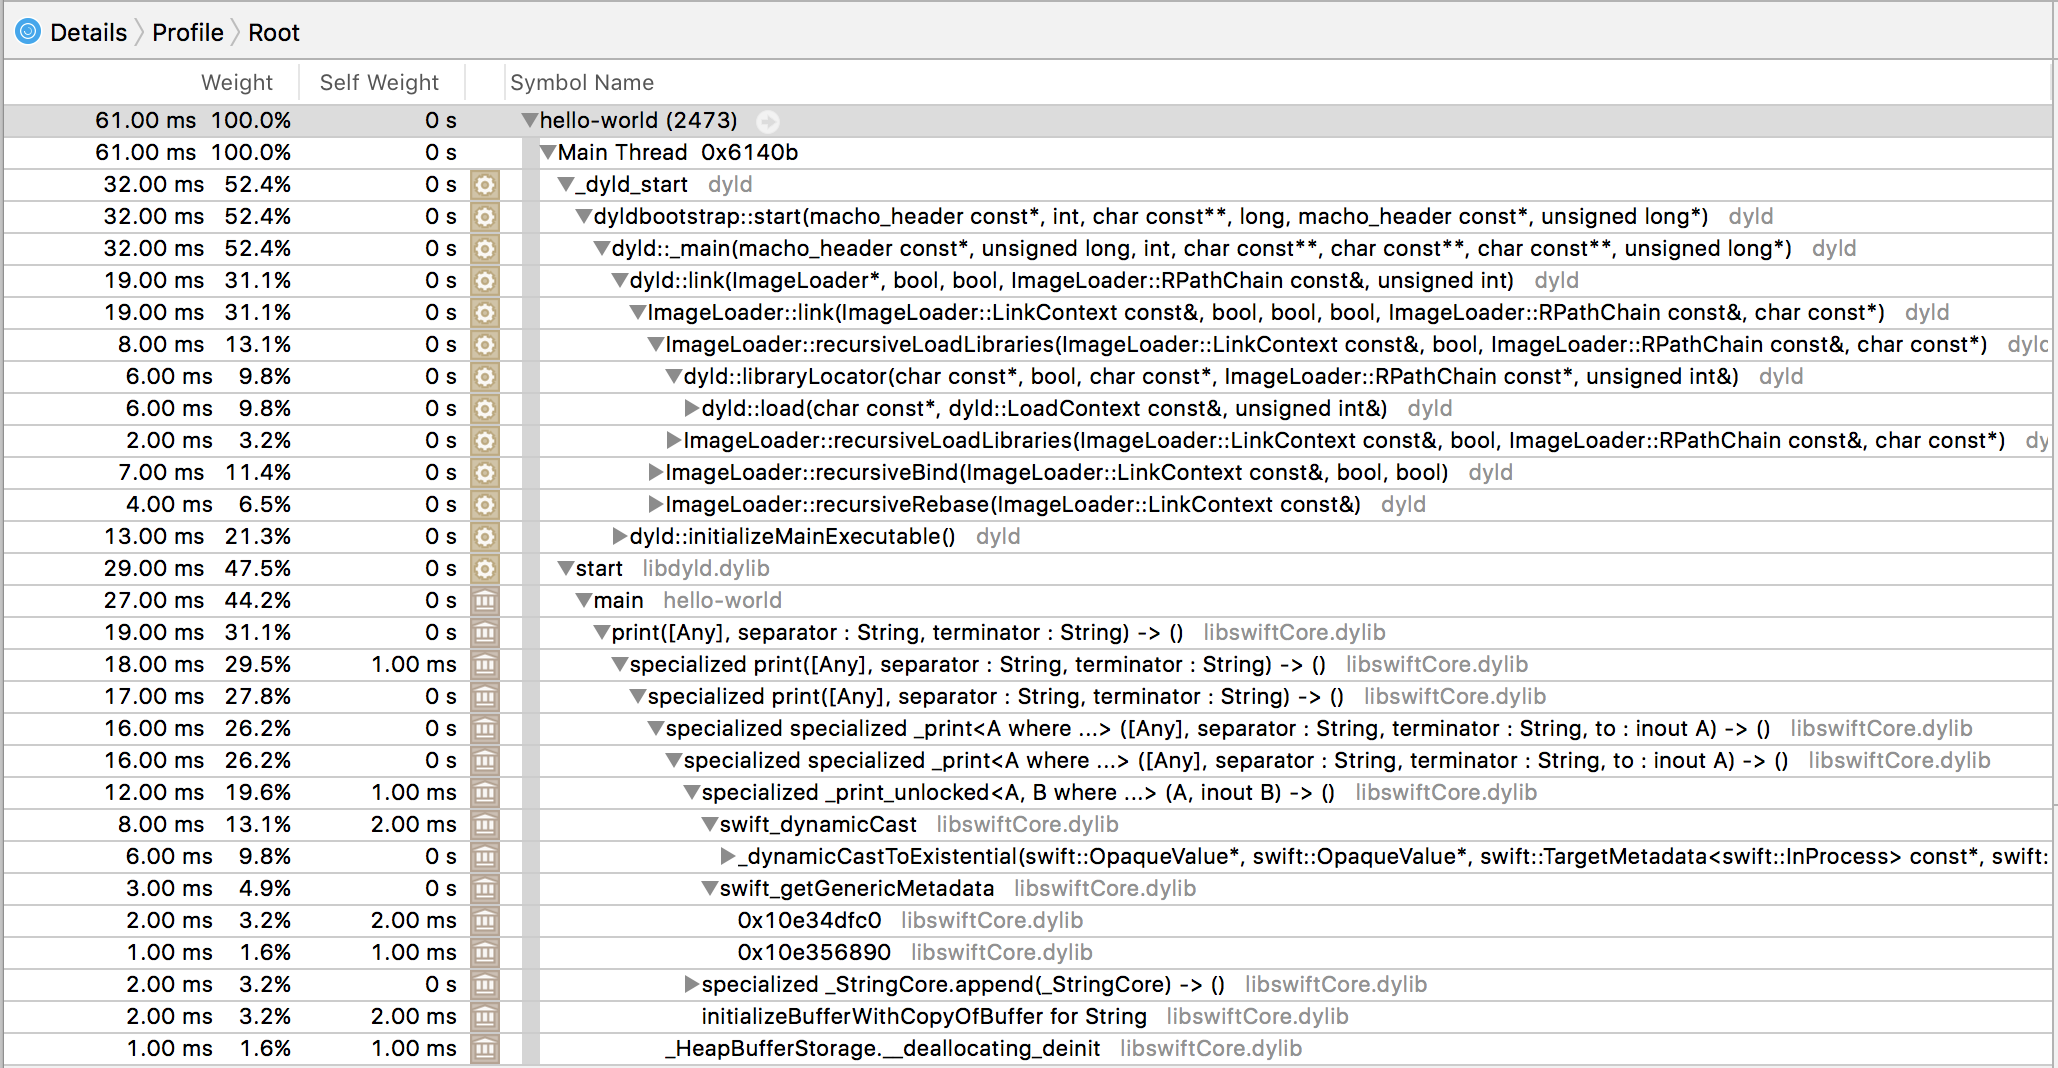 Details Profile Root
Weight Self Weight Symbol Name
61.00 ms 100.0% 0 s hello-world (2473)
61.00 ms 100.0% 0 s Main Thread 0x6140b
32.00 ms 52.4% 0 s _dyld_start dyld
32.00 ms 52.4% 0 s dyldbootstrap::start(macho_header const*, int, char const**, long, macho_header const*, unsigned long*) dyld
32.00 ms 52.4% 0 s dyld::_main(macho_header const*, unsigned long, int, char const**, char const**, char const**, unsigned long*) dyld
19.00 ms 31.1% 0 s dyld::link(ImageLoader*, bool, bool, ImageLoader::RPathChain const&, unsigned int) dyld
19.00 ms 31.1% 0 s ImageLoader::link(ImageLoader::LinkContext const&, bool, bool, bool, ImageLoader::RPathChain const&, char const*) dyld
8.00 ms 13.1% 0 s ImageLoader::recursiveLoadLibraries(ImageLoader::LinkContext const&, bool, ImageLoader::RPathChain const&, char const*) dylc
6.00 ms 9.8% 0 s dyld::libraryLocator(char const*, bool, char const*, ImageLoader::RPathChain const*, unsigned int&) dyld
6.00 ms 9.8% 0 s dyld::load(char const*, dyld::LoadContext const&, unsigned int&) dyld
2.00 ms 3.2% 0 s ImageLoader::recursiveLoadLibraries(ImageLoader::LinkContext const&, bool, ImageLoader::RPathChain const&, char const*) dy
7.00 ms 11.4% 0 s ImageLoader::recursiveBind(ImageLoader::LinkContext const&, bool, bool) dyld
4.00 ms 6.5% 0 s ImageLoader::recursiveRebase(ImageLoader::LinkContext const&) dyld
13.00 ms 21.3% 0 s dyld::initializeMainExecutable() dyld
29.00 ms 47.5% 0 s start libdyld.dylib
27.00 ms 44.2% 0 s main hello-world
19.00 ms 31.1% 0 s print([Any], separator : String, terminator : String) -> () libswiftCore.dylib
18.00 ms 29.5% 1.00 ms specialized print([Any], separator : String, terminator : String) -> () libswiftCore.dylib
17.00 ms 27.8% 0 s specialized print([Any], separator : String, terminator : String) -> () libswiftCore.dylib
16.00 ms 26.2% 0 s specialized specialized _print<A where ...> ([Any], separator : String, terminator : String, to : inout A) -> () libswiftCore.dylib
16.00 ms 26.2% 0 s specialized specialized _print<A where ...> ([Any], separator : String, terminator : String, to : inout A) -> () libswiftCore.dylib
12.00 ms 19.6% 1.00 ms specialized _print_unlocked<A, B where ...> (A, inout B) -> () libswiftCore.dylib
8.00 ms 13.1% 2.00 ms swift_dynamicCast libswiftCore.dylib
6.00 ms 9.8% 0 s _dynamicCastToExistential(swift::OpaqueValue*, swift::OpaqueValue*, swift::TargetMetadata<swift::InProcess> const*, swift:
3.00 ms 4.9% 0 s swift_getGenericMetadata libswiftCore.dylib
2.00 ms 3.2% 2.00 ms 0x10e34dfc0 libswiftCore.dylib
1.00 ms 1.6% 1.00 ms 0x10e356890 libswiftCore.dylib
2.00 ms 3.2% 0 s specialized _StringCore.append(_StringCore) -> () libswiftCore.dylib
2.00 ms 3.2% 2.00 ms initializeBufferWithCopyOfBuffer for String libswiftCore.dylib
1.00 ms 1.6% 1.00 ms _HeapBufferStorage.__deallocating_deinit libswiftCore.dylib